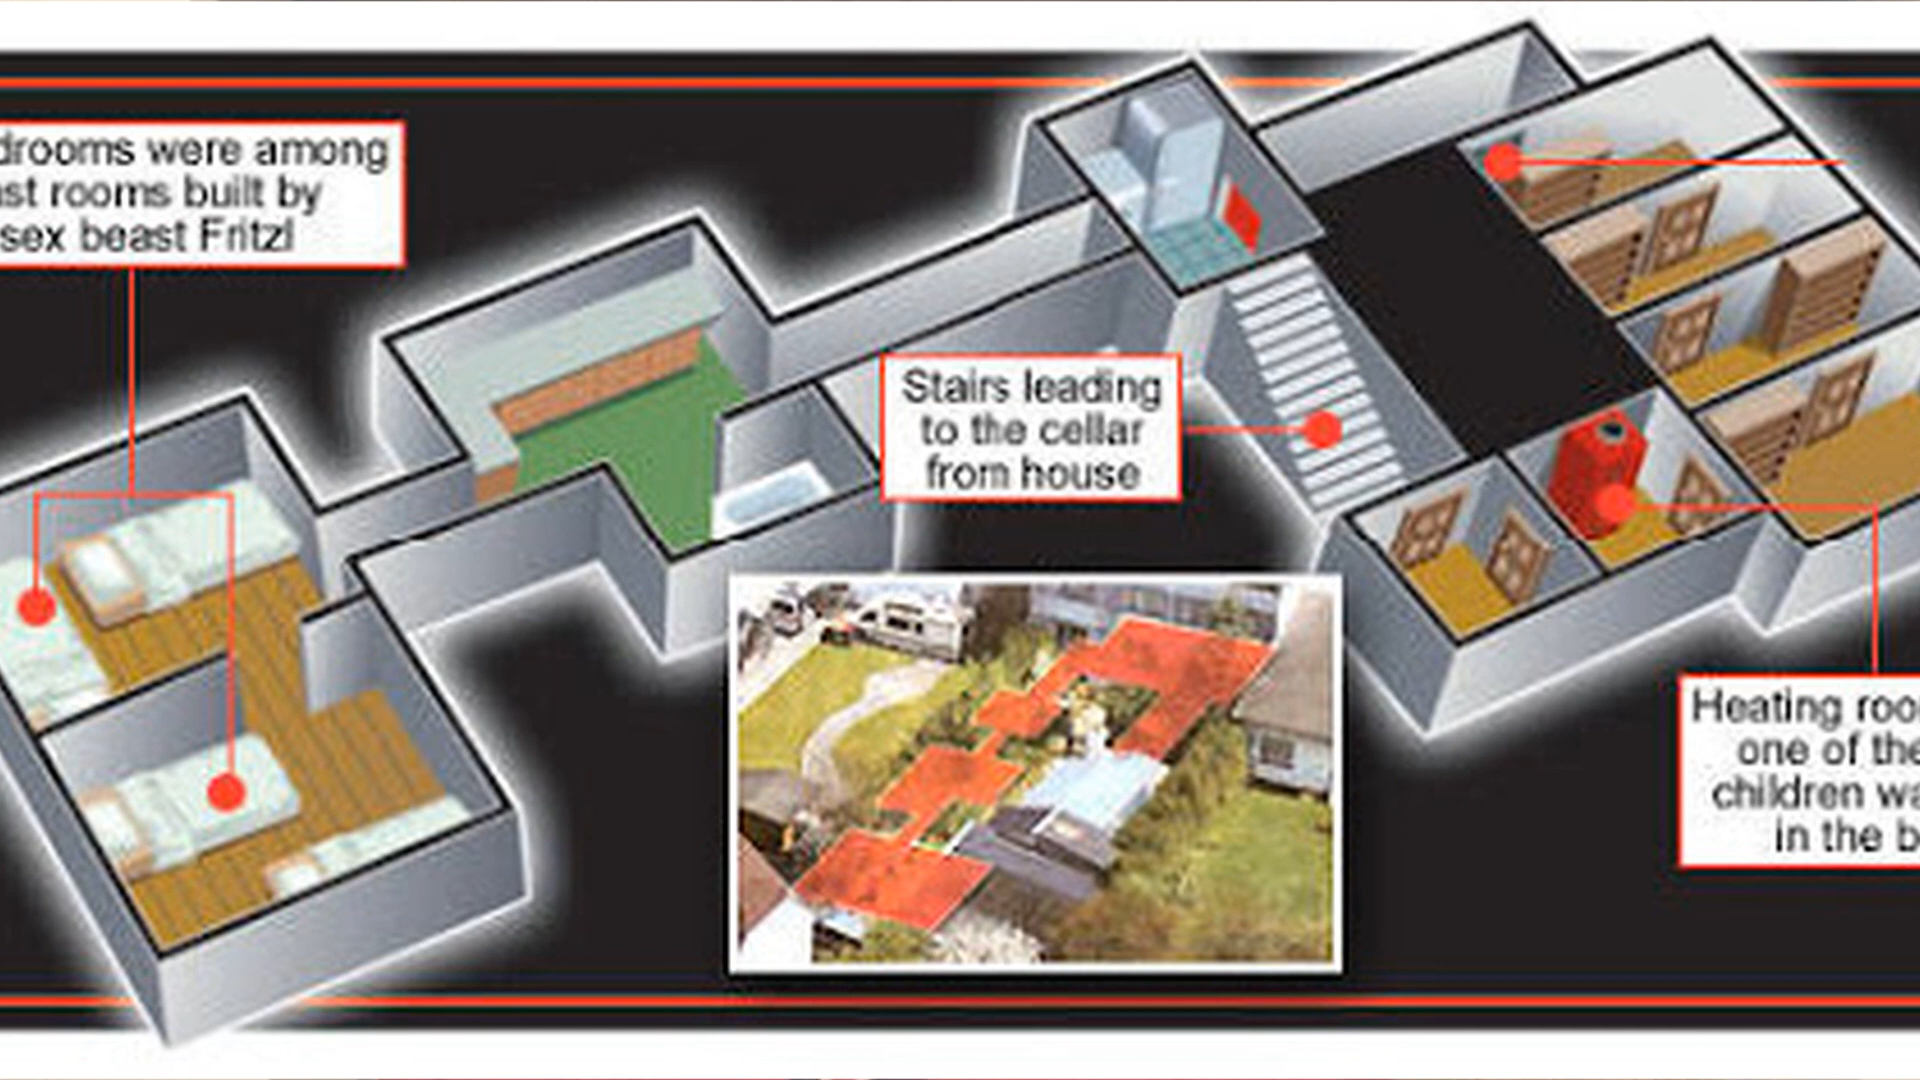 drooms were among
st rooms built by
sex beast Fritzl
Stairs leading
to the cellar
from house
Heating roo
one of the
children wa
in the b